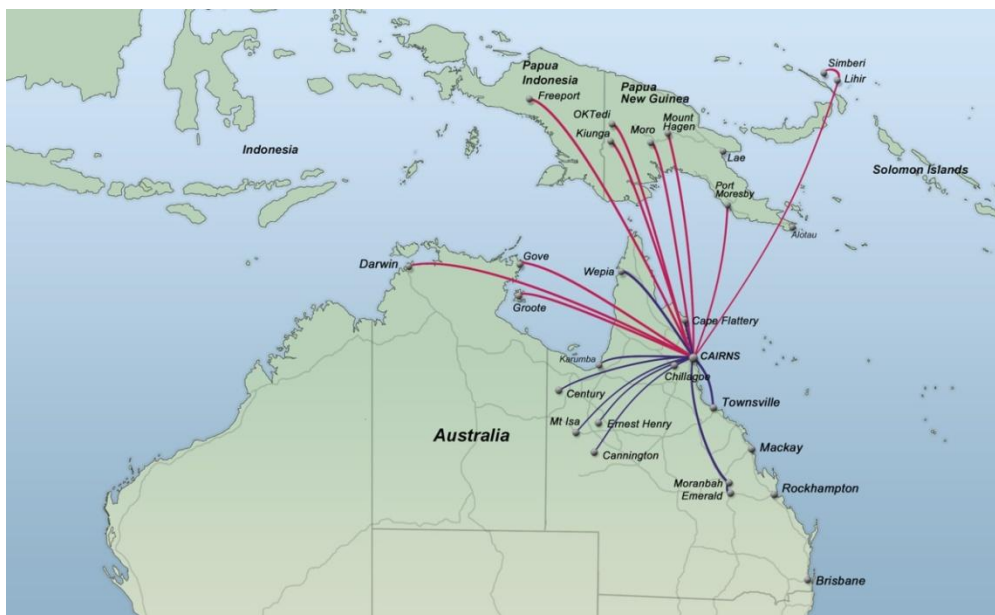 Simberi
Lihir
Papua
Indonesia
Freeport
Papua
New Guinea
OKTedi
Kiunga
Moro
Mount
Hagen
Lae
Indonesia
Solomon Islands
Port
Moresby
Alotau
Darwin
Gove
Wepia
Groote
Cape Flattery
Karumba
CAIRNS
Chillagoe
Century
Townsville
Mt Isa
Ernest Henry
Australia
Mackay
Cannington
Moranbah
Emerald
Rockhampton
Brisbane